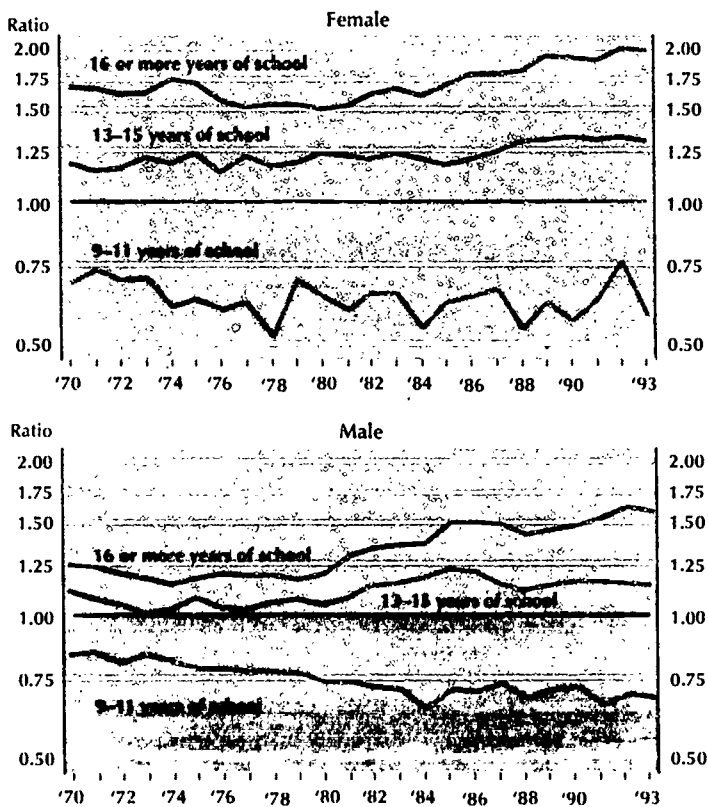 Ratio
Female
2.00 2.00
16 or more years of school
1.75 1.75
1.50 1.50
13–15 years of school
1.25 1.25
1.00 1.00
9–11 years of school
0.75 0.75
0.50 0.50
'70 '72 '74 '76 '78 '80 '82 '84 '86 '88 '90 '93
Ratio
Male
2.00 2.00
1.75 1.75
1.50 1.50
16 or more years of school
1.25 1.25
13–15 years of school
1.00 1.00
0.75 0.75
9–11 years of school
0.50 0.50
'70 '72 '74 '76 '78 '80 '82 '84 '86 '88 '90 '93